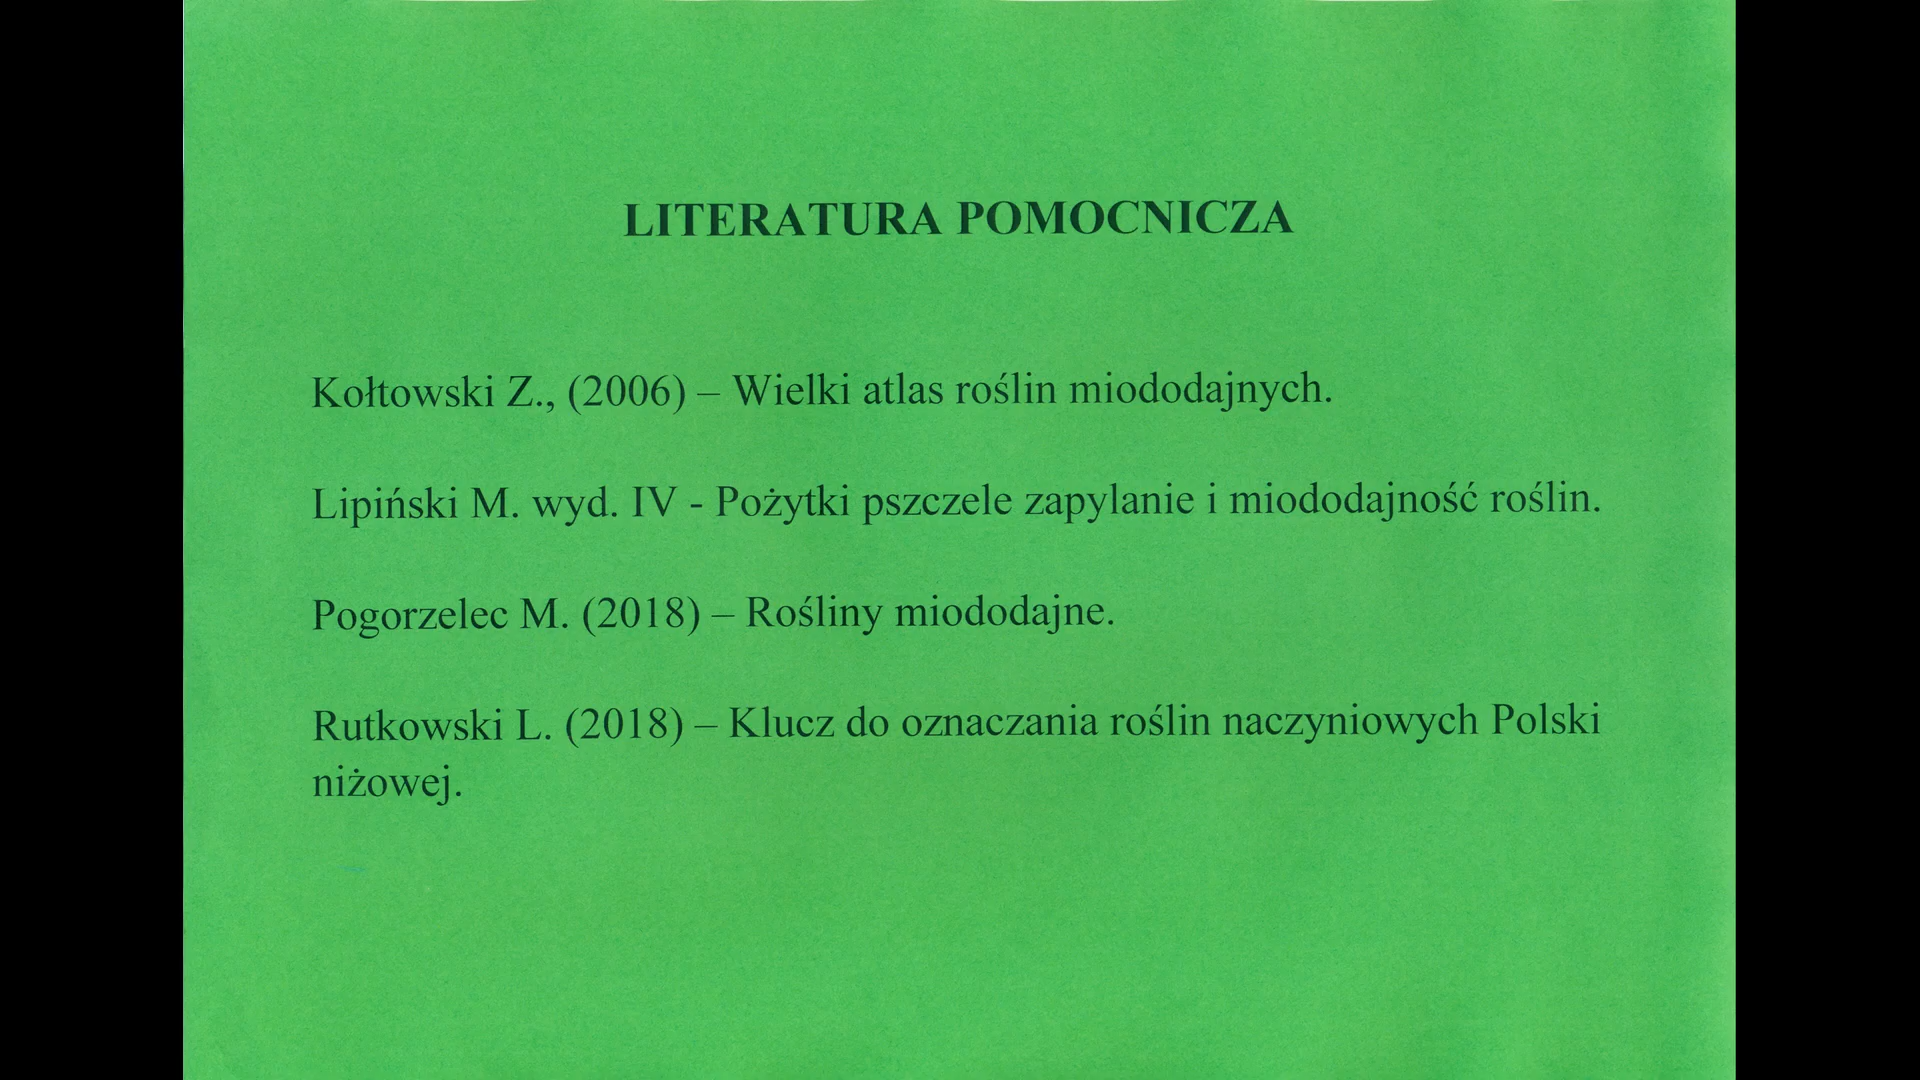 LITERATURA POMOCNICZA
Kołtowski Z., (2006) – Wielki atlas roślin miododajnych.
Lipiński M. wyd. IV - Pożytki pszczele zapylanie i miododajność roślin.
Pogorzelec M. (2018) – Rośliny miododajne.
Rutkowski L. (2018) – Klucz do oznaczania roślin naczyniowych Polski
niżowej.